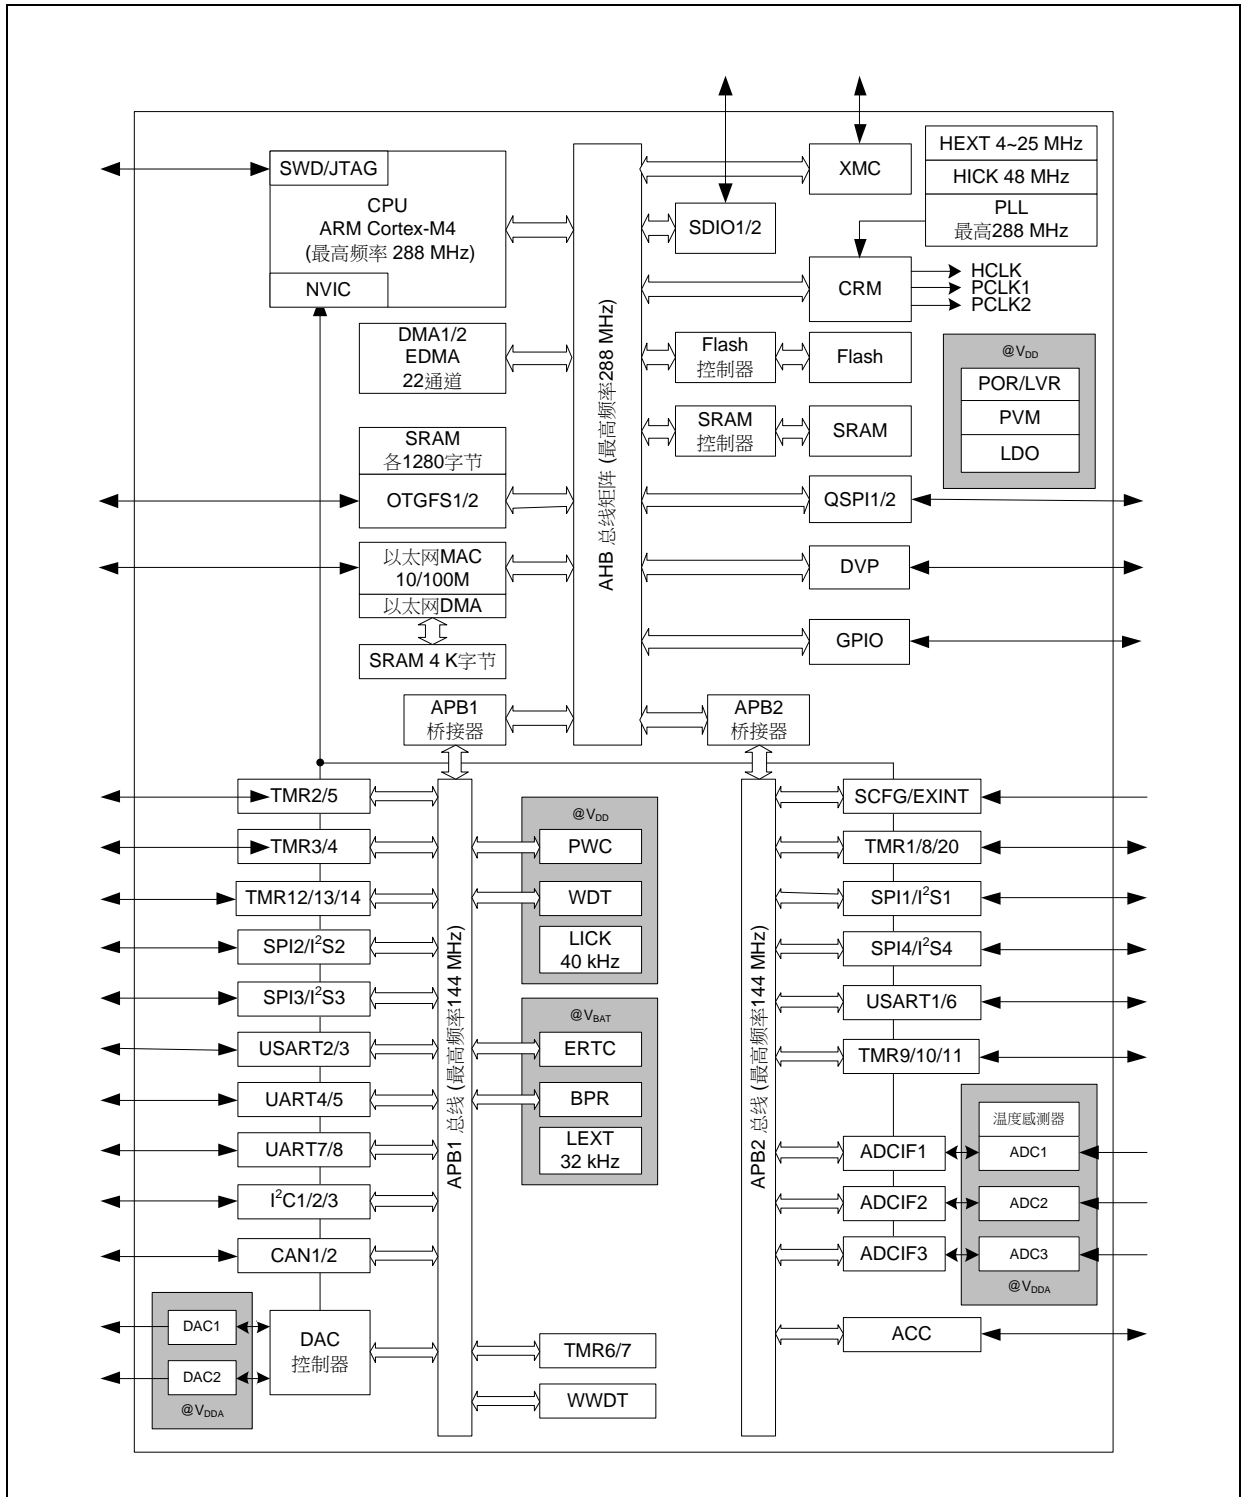 SWD/JTAG
CPU
ARM Cortex-M4
(最高频率 288 MHz)
NVIC
DMA1/2
EDMA
22通道
SRAM
各1280字节
OTGFS1/2
以太网MAC
10/100M
以太网DMA
SRAM 4 K字节
APB1
桥接器
AHB 总线矩阵 (最高频率288 MHz)
XMC
SDIO1/2
HEXT 4~25 MHz
HICK 48 MHz
PLL
最高288 MHz
CRM
HCLK
PCLK1
PCLK2
Flash
控制器
Flash
SRAM
控制器
SRAM
@VDD
POR/LVR
PVM
LDO
QSPI1/2
DVP
GPIO
APB2
桥接器
TMR2/5
TMR3/4
TMR12/13/14
SPI2/I²S2
SPI3/I²S3
USART2/3
UART4/5
UART7/8
I²C1/2/3
CAN1/2
DAC1
DAC2
@VDDA
DAC
控制器
APB1 总线 (最高频率144 MHz)
@VDD
PWC
WDT
LICK
40 kHz
@VBAT
ERTC
BPR
LEXT
32 kHz
TMR6/7
WWDT
APB2 总线 (最高频率144 MHz)
SCFG/EXINT
TMR1/8/20
SPI1/I²S1
SPI4/I²S4
USART1/6
TMR9/10/11
ADCIF1
ADCIF2
ADCIF3
温度感测器
ADC1
ADC2
ADC3
@VDDA
ACC